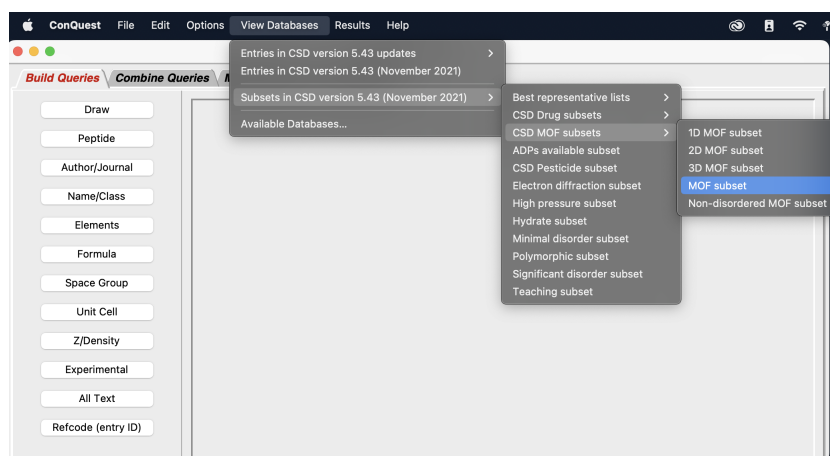 ConQuest File Edit Options View Databases Results Help
Build Queries Combine Queries
Draw
Peptide
Author/Journal
Name/Class
Elements
Formula
Space Group
Unit Cell
Z/Density
Experimental
All Text
Refcode (entry ID)
Entries in CSD version 5.43 updates
Entries in CSD version 5.43 (November 2021)
Subsets in CSD version 5.43 (November 2021)
Available Databases...
Best representative lists
CSD Drug subsets
CSD MOF subsets
ADPs available subset
CSD Pesticide subset
Electron diffraction subset
High pressure subset
Hydrate subset
Minimal disorder subset
Polymorphic subset
Significant disorder subset
Teaching subset
1D MOF subset
2D MOF subset
3D MOF subset
MOF subset
Non-disordered MOF subset